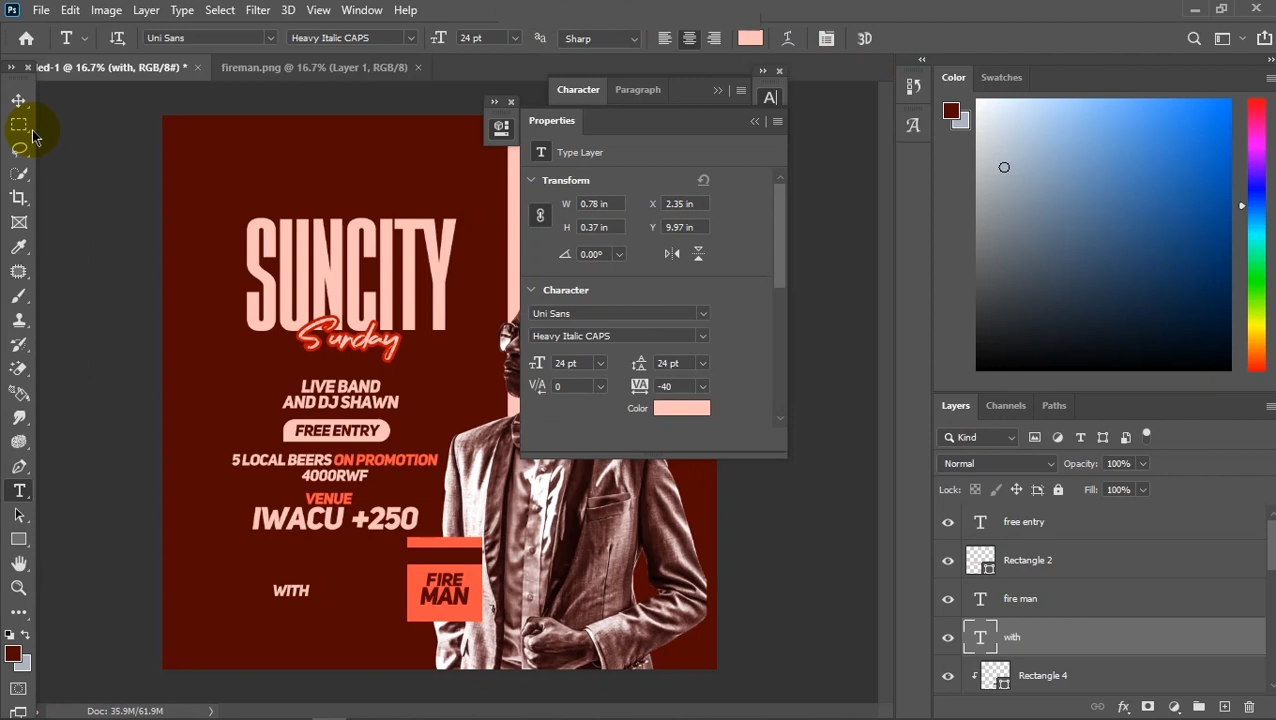 Ps File Edit Image Layer Type Select Filter 3D View Window Help
T Uni Sans Heavy Italic CAPS 24 pt Sharp 3D
ed-1 @ 16.7% (with, RGB/8#) * × fireman.png @ 16.7% (Layer 1, RGB/8) ×
Character Paragraph
Properties
T Type Layer
Transform
W 0.78 in X 2.35 in
H 0.37 in Y 9.97 in
0.00°
Character
Uni Sans
Heavy Italic CAPS
24 pt 24 pt
0 -40
Color
SUNCITY
Sunday
LIVE BAND
AND DJ SHAWN
FREE ENTRY
5 LOCAL BEERS ON PROMOTION
4000RWF
VENUE
IWACU +250
WITH
FIRE
MAN
Color Swatches
Layers Channels Paths
Kind
Normal Opacity: 100%
Lock: Fill: 100%
free entry
Rectangle 2
fire man
with
Rectangle 4
Doc: 35.9M/61.9M